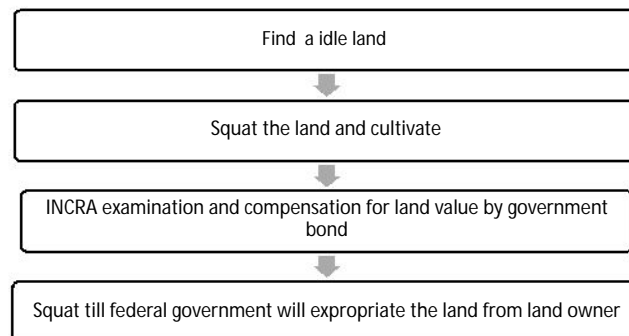 Find a idle land
Squat the land and cultivate
INCRA examination and compensation for land value by government
bond
Squat till federal government will expropriate the land from land owner